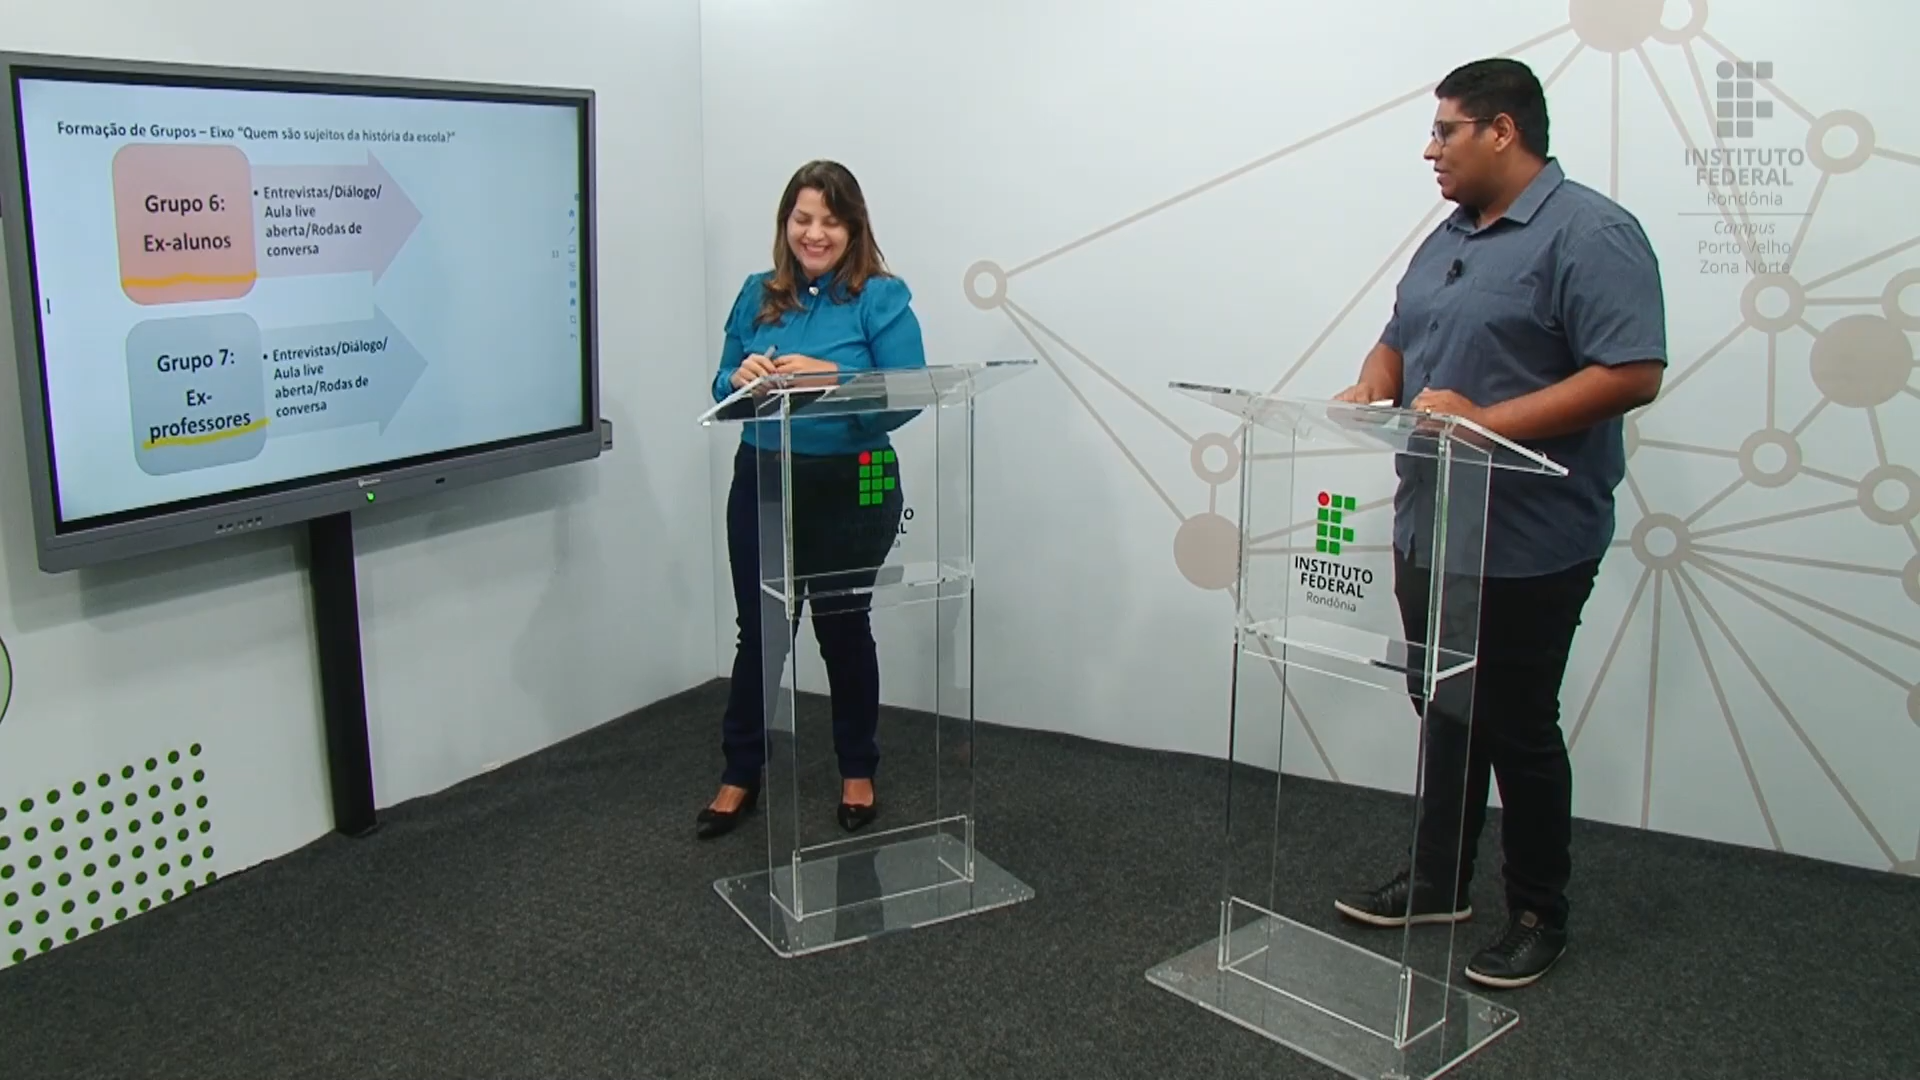 Formação de Grupos – Eixo "Quem são sujeitos da história da escola?"
Grupo 6:
Ex-alunos
• Entrevistas/Diálogo/
Aula live
aberta/Rodas de
conversa
Grupo 7:
Ex-
professores
• Entrevistas/Diálogo/
Aula live
aberta/Rodas de
conversa
INSTITUTO
FEDERAL
Rondônia
INSTITUTO
FEDERAL
Rondônia
Campus
Porto Velho
Zona Norte